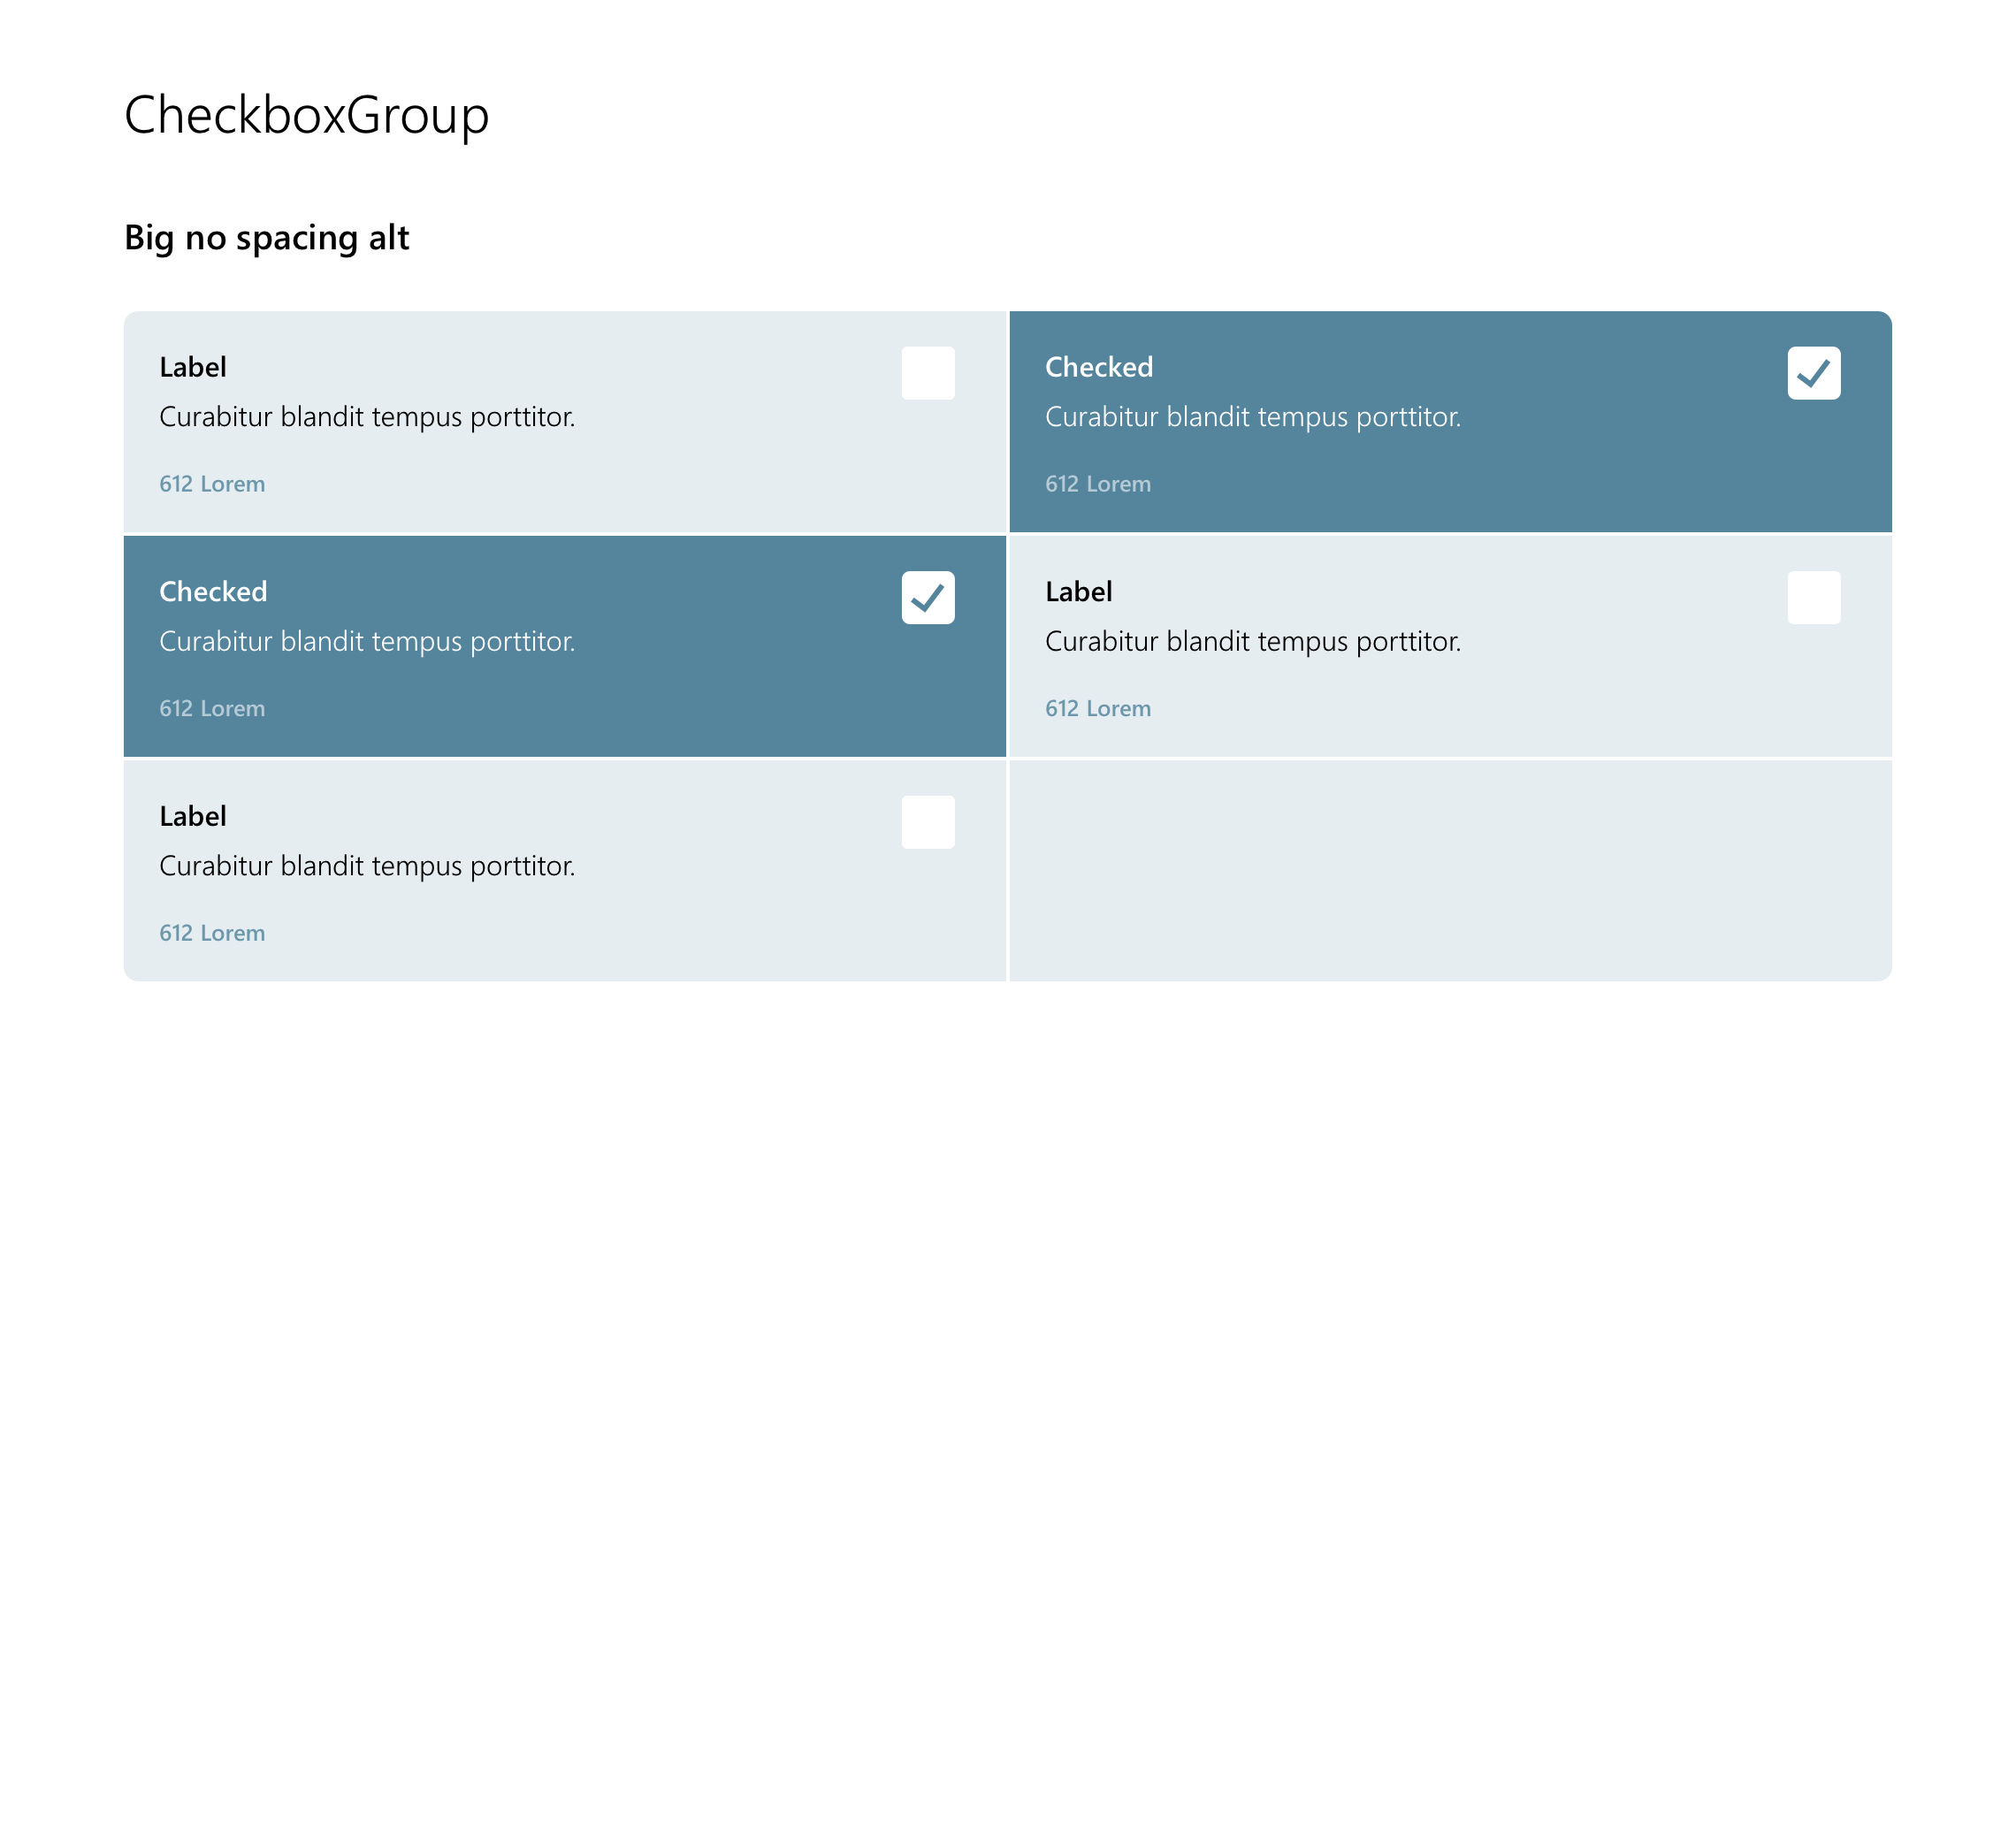 CheckboxGroup
Big no spacing alt
Label
Curabitur blandit tempus porttitor.
612 Lorem
Checked
Curabitur blandit tempus porttitor.
612 Lorem
Checked
Curabitur blandit tempus porttitor.
612 Lorem
Label
Curabitur blandit tempus porttitor.
612 Lorem
Label
Curabitur blandit tempus porttitor.
612 Lorem